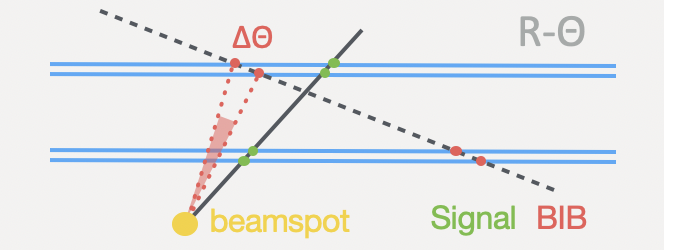 R-Θ
ΔΘ
beamspot
Signal BIB